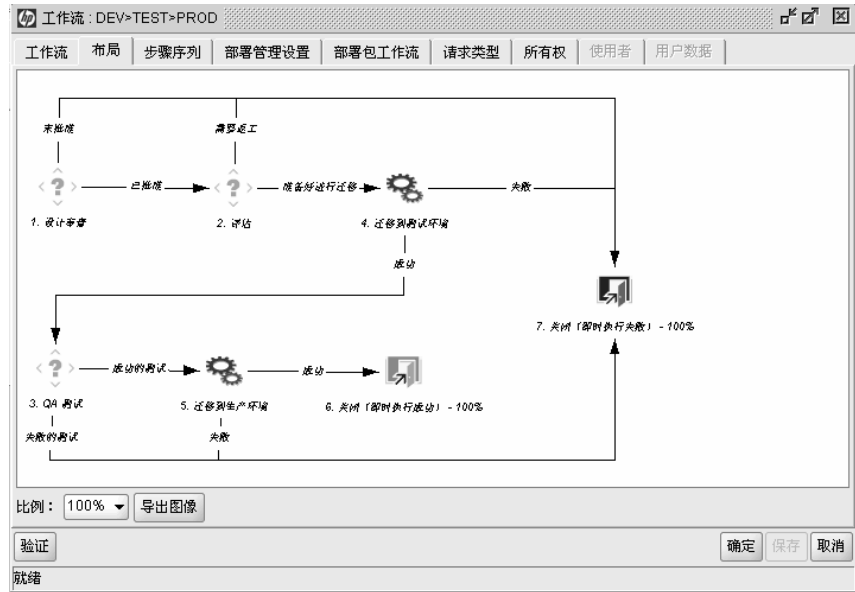 工作流 : DEV>TEST>PROD
工作流 布局 步骤序列 部署管理设置 部署包工作流 请求类型 所有权 使用者 用户数据
未批准 需要返工
已批准 准备好进行迁移 失败
1. 设计审查 2. 评估 4. 迁移到测试环境
成功
7. 关闭（即时执行失败） - 100%
成功的测试 成功
3. QA 测试 5. 迁移到生产环境 6. 关闭（即时执行成功） - 100%
失败的测试 失败
比例： 100% 导出图像
验证 确定 保存 取消
就绪